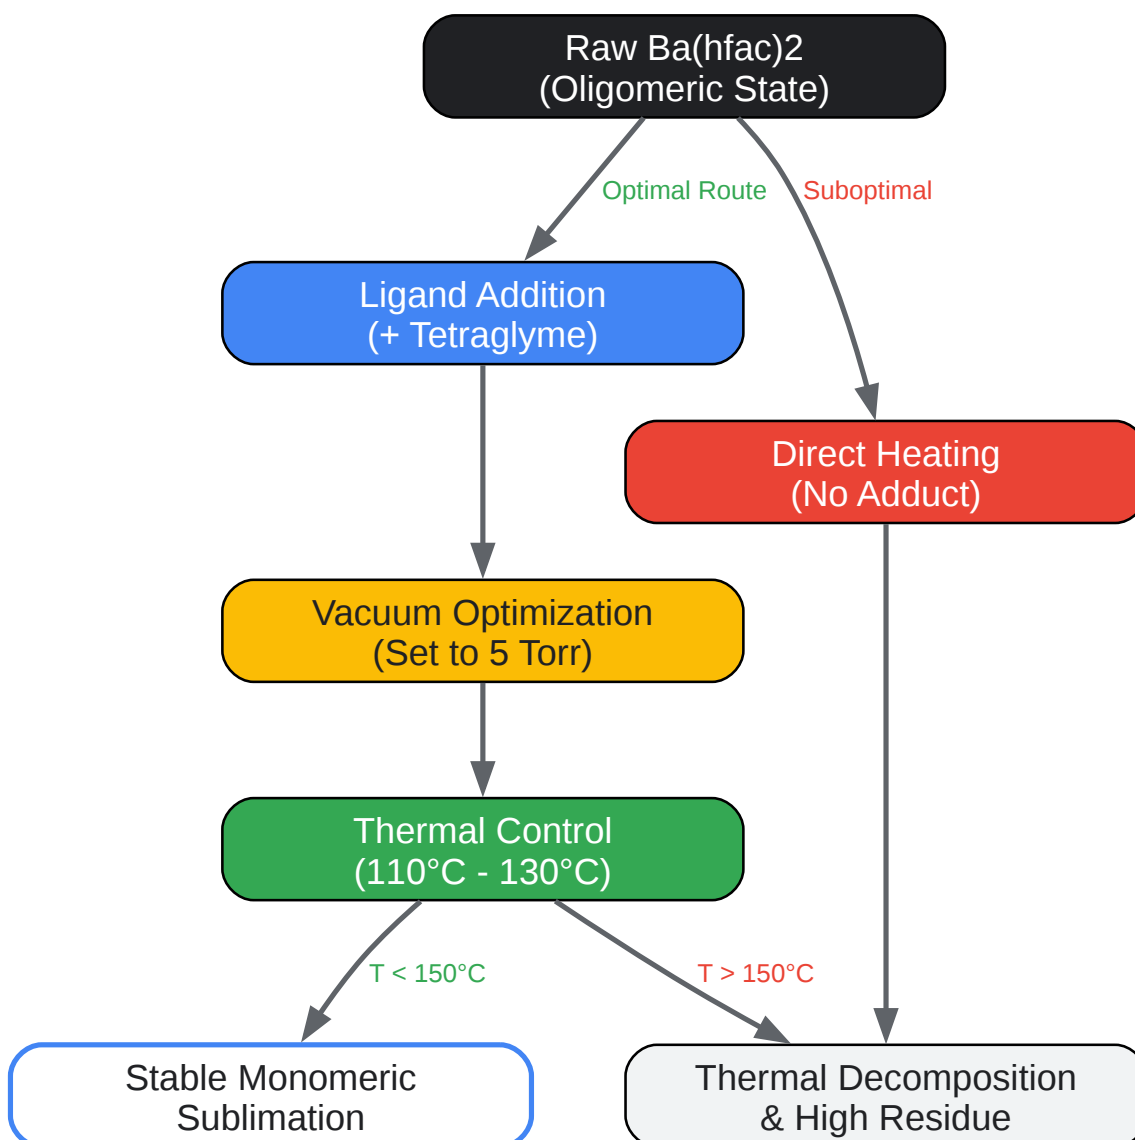 Raw Ba(hfac)2
(Oligomeric State)
Optimal Route
Suboptimal
Ligand Addition
(+ Tetraglyme)
Direct Heating
(No Adduct)
Vacuum Optimization
(Set to 5 Torr)
Thermal Control
(110°C - 130°C)
T < 150°C
T > 150°C
Stable Monomeric
Sublimation
Thermal Decomposition
& High Residue